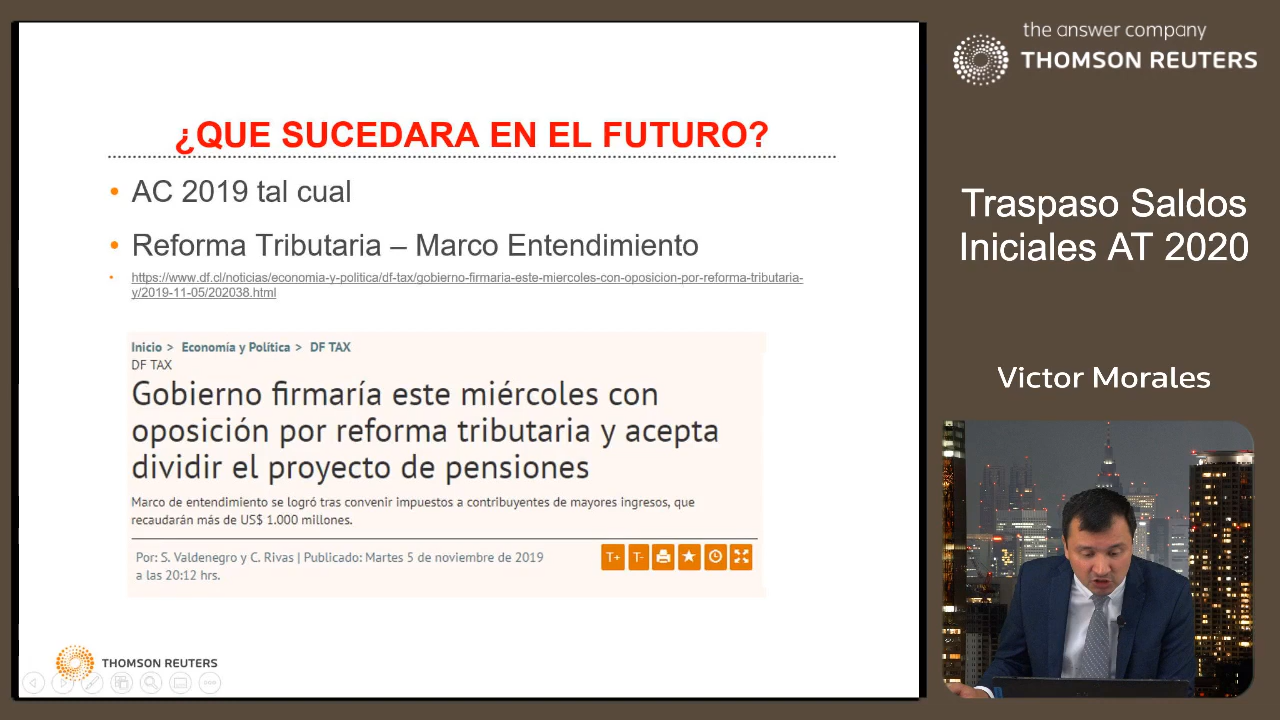 ¿QUE SUCEDARA EN EL FUTURO?
• AC 2019 tal cual
• Reforma Tributaria – Marco Entendimiento
• https://www.df.cl/noticias/economia-y-politica/df-tax/gobierno-firmaria-este-miercoles-con-oposicion-por-reforma-tributaria-
y/2019-11-05/202038.html
Inicio > Economía y Política > DF TAX
DF TAX
Gobierno firmaría este miércoles con
oposición por reforma tributaria y acepta
dividir el proyecto de pensiones
Marco de entendimiento se logró tras convenir impuestos a contribuyentes de mayores ingresos, que
recaudarán más de US$ 1.000 millones.
Por: S. Valdenegro y C. Rivas | Publicado: Martes 5 de noviembre de 2019
a las 20:12 hrs.
T+ T-
THOMSON REUTERS
the answer company
THOMSON REUTERS
Traspaso Saldos
Iniciales AT 2020
Victor Morales